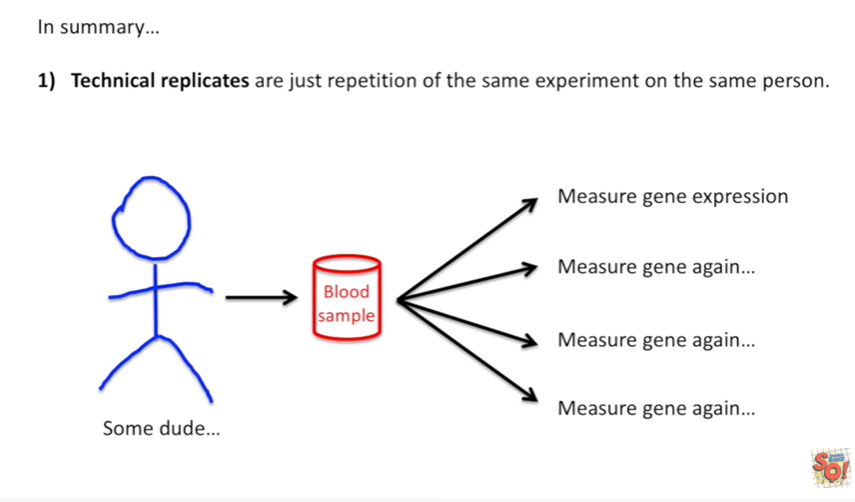 In summary...
1) Technical replicates are just repetition of the same experiment on the same person.
Measure gene expression
Measure gene again...
Blood
sample
Measure gene again...
Measure gene again...
Some dude...
SO!